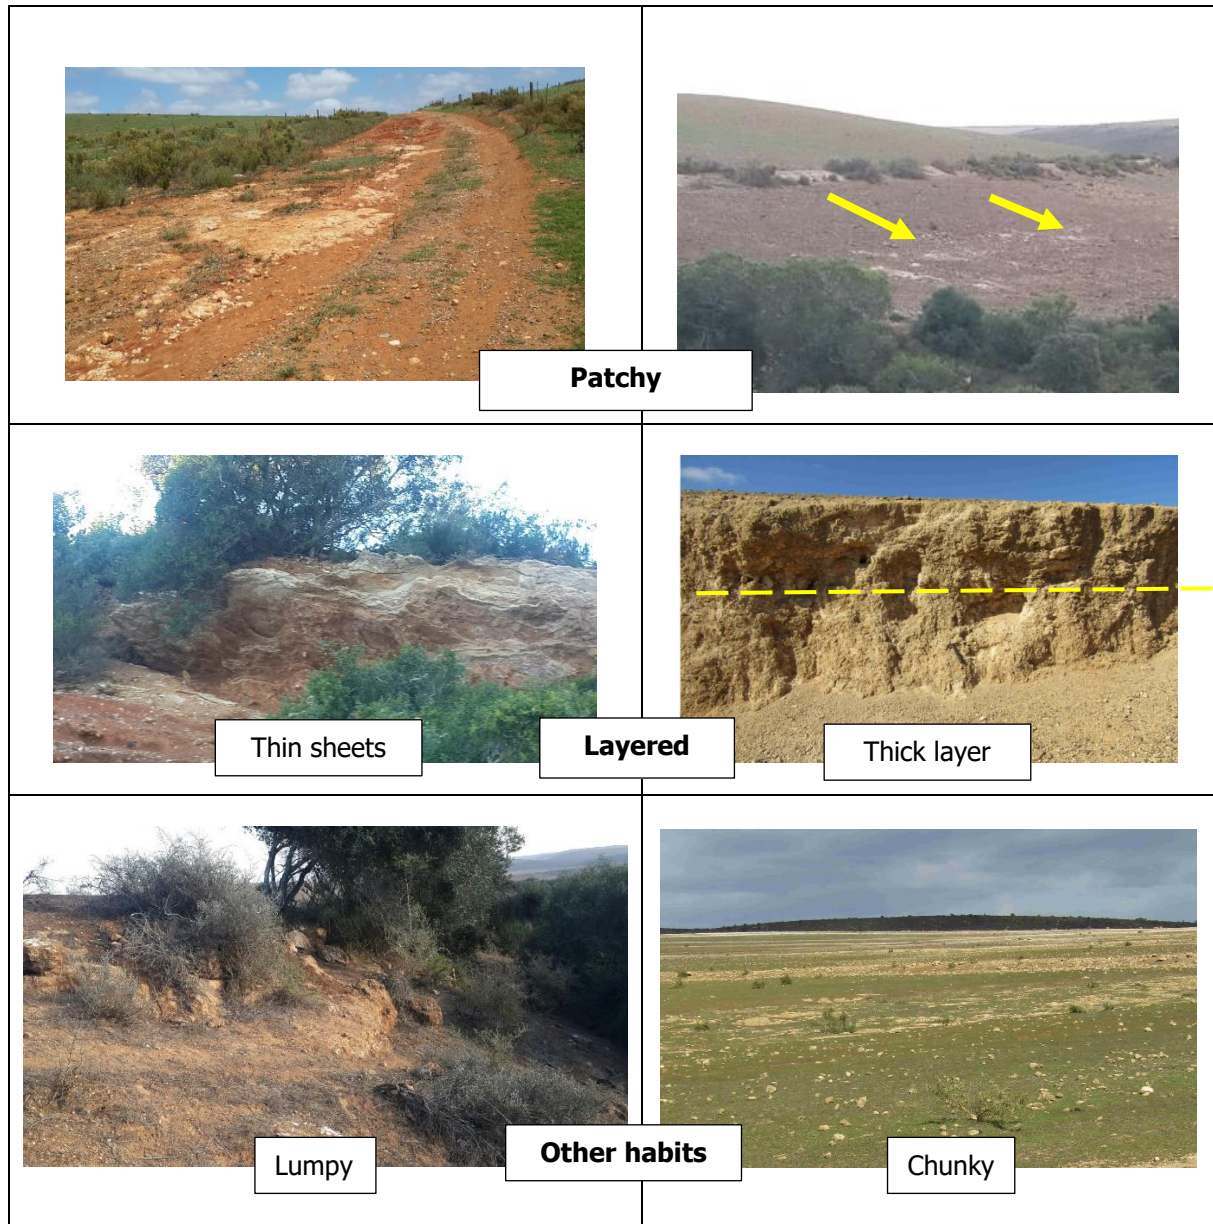 Patchy
Thin sheets
Layered
Thick layer
Lumpy
Other habits
Chunky